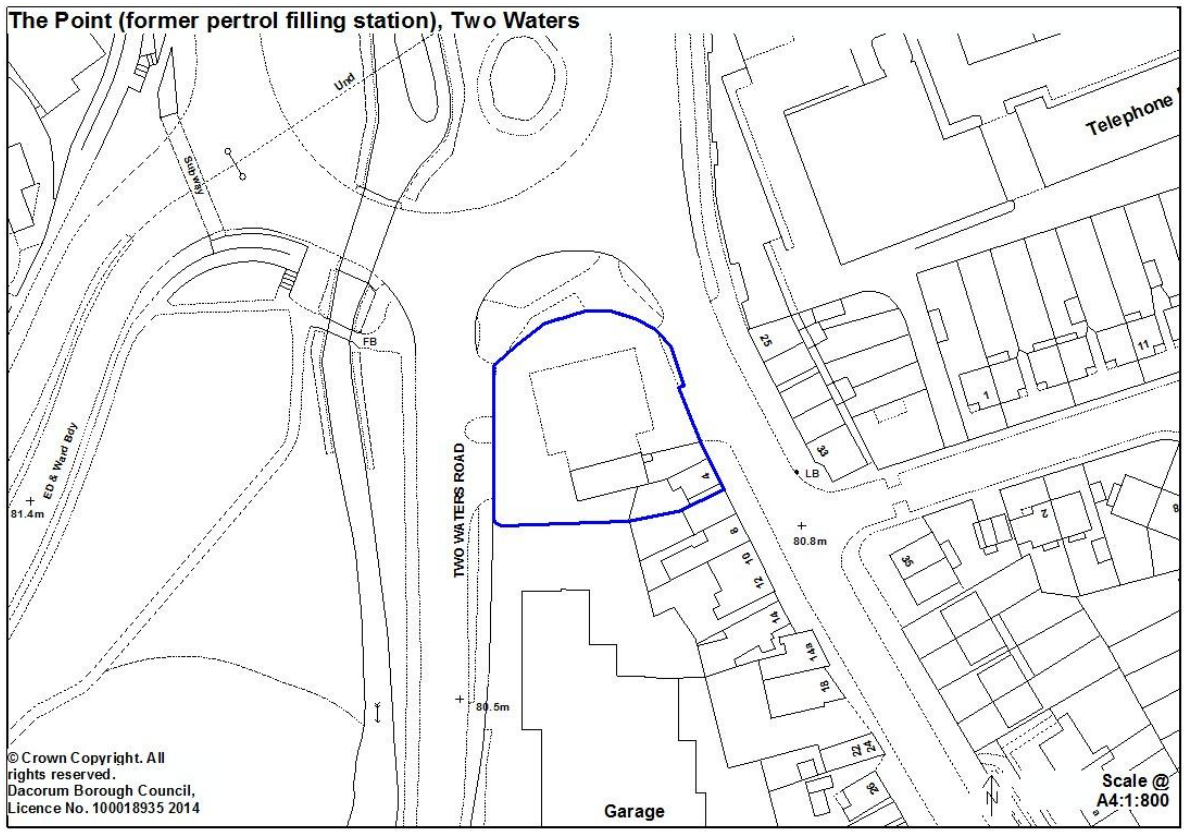 The Point (former pertrol filling station), Two Waters
Und
Telephone
Subway
FB
25
1
11
33
LB
4
ED & Ward Bdy
81.4m
TWO WATERS ROAD
80.8m
2
8
8
10
12
35
14
14a
18
80.5m
22
24
26
© Crown Copyright. All
rights reserved.
Dacorum Borough Council,
Licence No. 100018935 2014
Garage
N
Scale @
A4:1:800